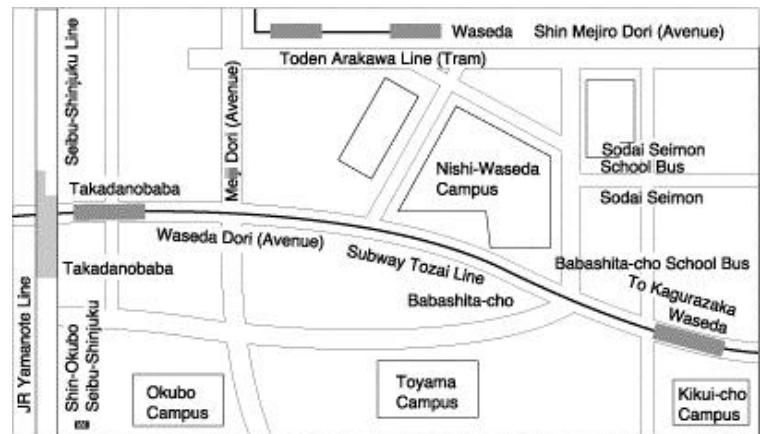 Waseda
Shin Mejiro Dori (Avenue)
Toden Arakawa Line (Tram)
Seibu-Shinjuku Line
Meiji Dori (Avenue)
Sodai Seimon
School Bus
Nishi-Waseda
Campus
Takadanobaba
Sodai Seimon
Waseda Dori (Avenue)
Subway Tozai Line
Babashita-cho School Bus
Takadanobaba
To Kagurazaka
Babashita-cho
Waseda
JR Yamanote Line
Shin-Okubo
Seibu-Shinjuku
Okubo
Campus
Toyama
Campus
Kikui-cho
Campus